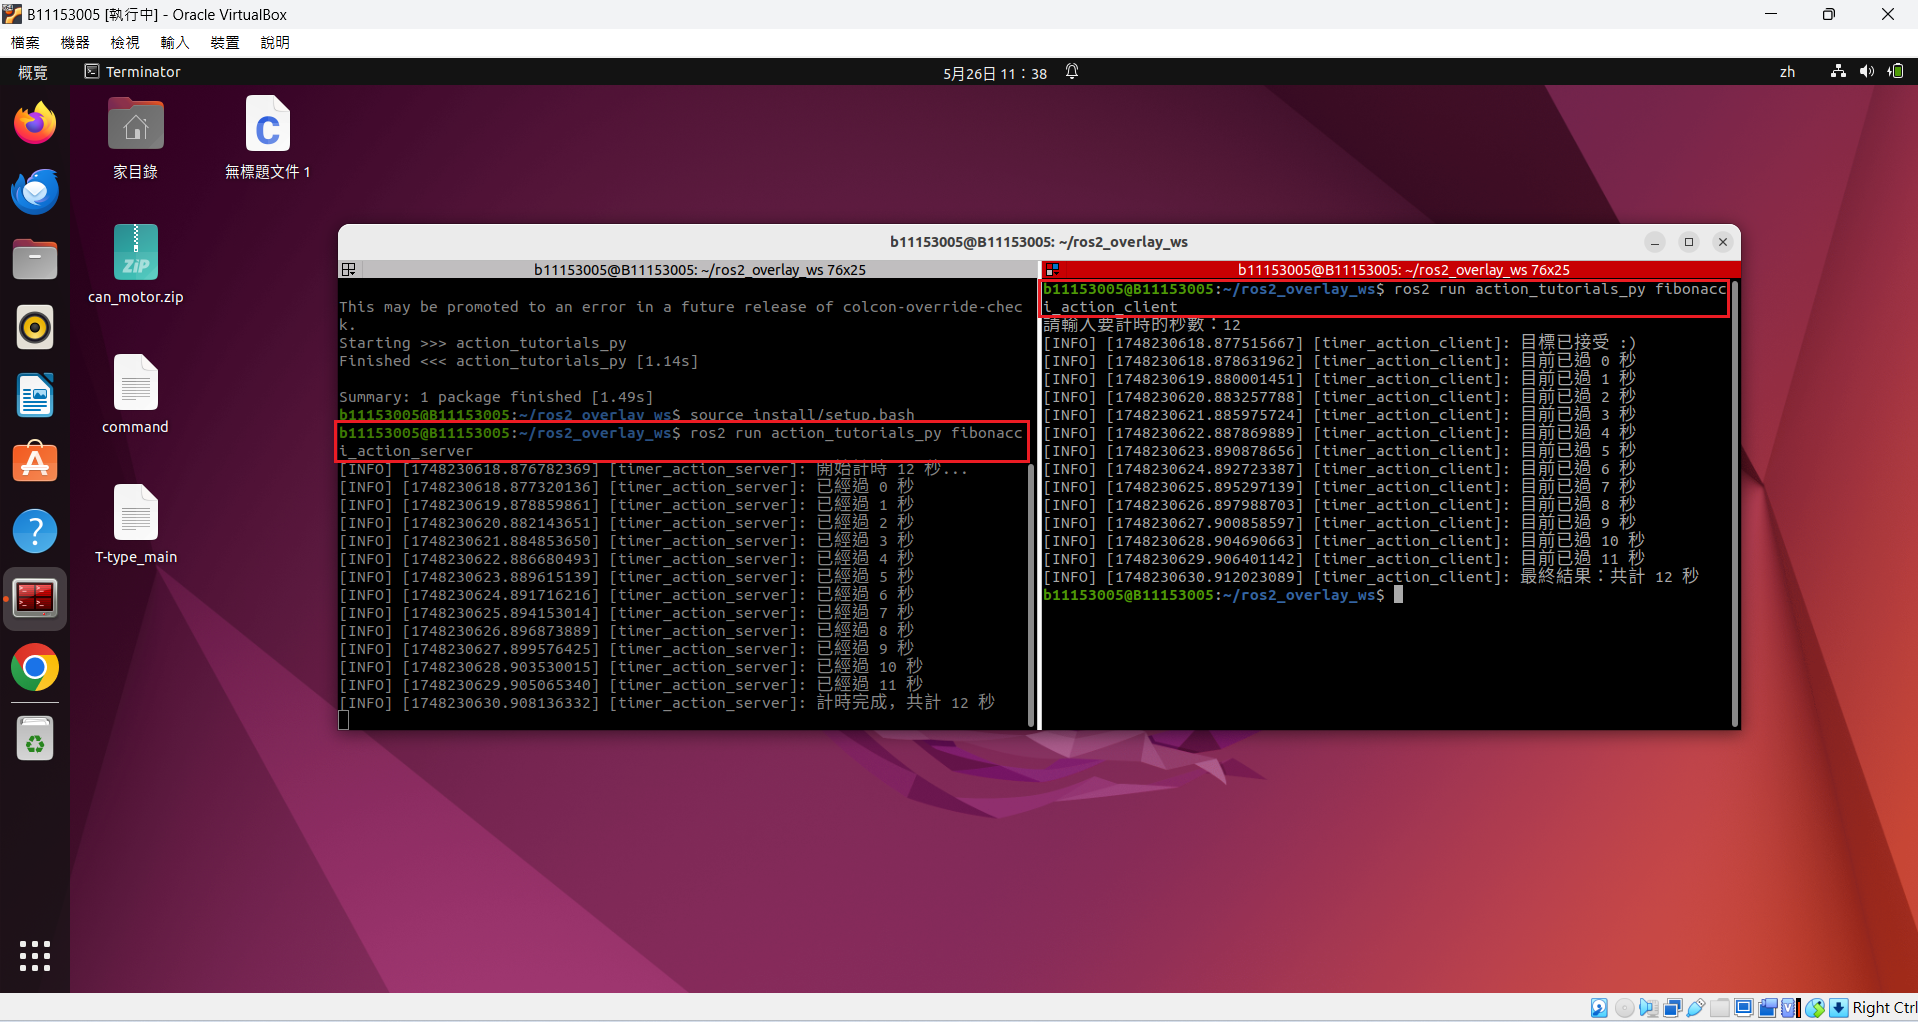 B11153005 [執行中] - Oracle VirtualBox
檔案 機器 檢視 輸入 裝置 說明
概覽 Terminator 5月26日 11：38 zh
家目錄
無標題文件 1
can_motor.zip
command
T-type_main
b11153005@B11153005: ~/ros2_overlay_ws
b11153005@B11153005: ~/ros2_overlay_ws 76x25
This may be promoted to an error in a future release of colcon-override-chec
k.
Starting >>> action_tutorials_py
Finished <<< action_tutorials_py [1.14s]
Summary: 1 package finished [1.49s]
b11153005@B11153005:~/ros2_overlay_ws$ source install/setup.bash
b11153005@B11153005:~/ros2_overlay_ws$ ros2 run action_tutorials_py fibonacc
i_action_server
[INFO] [1748230618.876782369] [timer_action_server]: 開始計時 12 秒...
[INFO] [1748230618.877320136] [timer_action_server]: 已經過 0 秒
[INFO] [1748230619.878859861] [timer_action_server]: 已經過 1 秒
[INFO] [1748230620.882143651] [timer_action_server]: 已經過 2 秒
[INFO] [1748230621.884853650] [timer_action_server]: 已經過 3 秒
[INFO] [1748230622.886680493] [timer_action_server]: 已經過 4 秒
[INFO] [1748230623.889615139] [timer_action_server]: 已經過 5 秒
[INFO] [1748230624.891716216] [timer_action_server]: 已經過 6 秒
[INFO] [1748230625.894153014] [timer_action_server]: 已經過 7 秒
[INFO] [1748230626.896873889] [timer_action_server]: 已經過 8 秒
[INFO] [1748230627.899576425] [timer_action_server]: 已經過 9 秒
[INFO] [1748230628.903530015] [timer_action_server]: 已經過 10 秒
[INFO] [1748230629.905065340] [timer_action_server]: 已經過 11 秒
[INFO] [1748230630.908136332] [timer_action_server]: 計時完成，共計 12 秒
b11153005@B11153005: ~/ros2_overlay_ws 76x25
b11153005@B11153005:~/ros2_overlay_ws$ ros2 run action_tutorials_py fibonacc
i_action_client
請輸入要計時的秒數：12
[INFO] [1748230618.877515667] [timer_action_client]: 目標已接受 :)
[INFO] [1748230618.878631962] [timer_action_client]: 目前已過 0 秒
[INFO] [1748230619.880001451] [timer_action_client]: 目前已過 1 秒
[INFO] [1748230620.883257788] [timer_action_client]: 目前已過 2 秒
[INFO] [1748230621.885975724] [timer_action_client]: 目前已過 3 秒
[INFO] [1748230622.887869889] [timer_action_client]: 目前已過 4 秒
[INFO] [1748230623.890878656] [timer_action_client]: 目前已過 5 秒
[INFO] [1748230624.892723387] [timer_action_client]: 目前已過 6 秒
[INFO] [1748230625.895297139] [timer_action_client]: 目前已過 7 秒
[INFO] [1748230626.897988703] [timer_action_client]: 目前已過 8 秒
[INFO] [1748230627.900858597] [timer_action_client]: 目前已過 9 秒
[INFO] [1748230628.904690663] [timer_action_client]: 目前已過 10 秒
[INFO] [1748230629.906401142] [timer_action_client]: 目前已過 11 秒
[INFO] [1748230630.912023089] [timer_action_client]: 最終結果：共計 12 秒
b11153005@B11153005:~/ros2_overlay_ws$
Right Ctrl